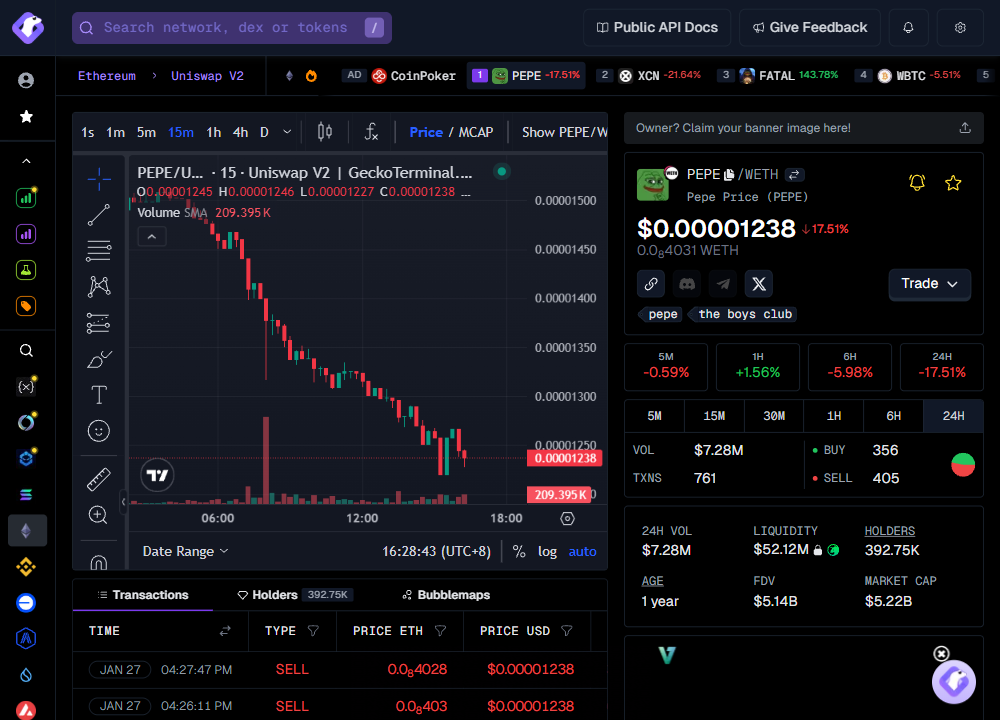 Search network, dex or tokens /
Public API Docs
Give Feedback
Ethereum > Uniswap V2
AD CoinPoker 1 PEPE -17.51% 2 XCN -21.64% 3 FATAL 143.78% 4 WBTC -5.51% 5
1s 1m 5m 15m 1h 4h D
Price / MCAP
Show PEPE/W
PEPE/U... · 15 · Uniswap V2 | GeckoTerminal....
O0.00001245 H0.00001246 L0.00001227 C0.00001238 ...
Volume SMA 209.395K
0.00001500
0.00001450
0.00001400
0.00001350
0.00001300
0.00001250
0.00001238
209.395K
06:00 12:00 18:00
Date Range
16:28:43 (UTC+8) % log auto
Transactions
Holders 392.75K
Bubblemaps
TIME TYPE PRICE ETH PRICE USD
JAN 27 04:27:47 PM SELL 0.0₈4028 $0.00001238
JAN 27 04:26:11 PM SELL 0.0₈403 $0.00001238
Owner? Claim your banner image here!
PEPE /WETH
Pepe Price (PEPE)
$0.00001238 ↓17.51%
0.0₈4031 WETH
Trade
pepe the boys club
5M 1H 6H 24H
-0.59% +1.56% -5.98% -17.51%
5M 15M 30M 1H 6H 24H
VOL $7.28M BUY 356
TXNS 761 SELL 405
24H VOL LIQUIDITY HOLDERS
$7.28M $52.12M 392.75K
AGE FDV MARKET CAP
1 year $5.14B $5.22B